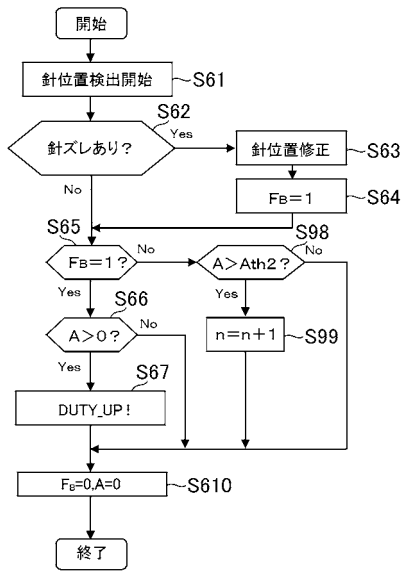 開始
針位置検出開始
S61
針ズレあり？
S62
Yes
No
針位置修正
S63
FB=1
S64
S65
FB=1？
No
Yes
S98
A>Ath2？
No
Yes
S66
A>0？
No
Yes
n=n+1
S99
S67
DUTY_UP！
FB=0,A=0
S610
終了